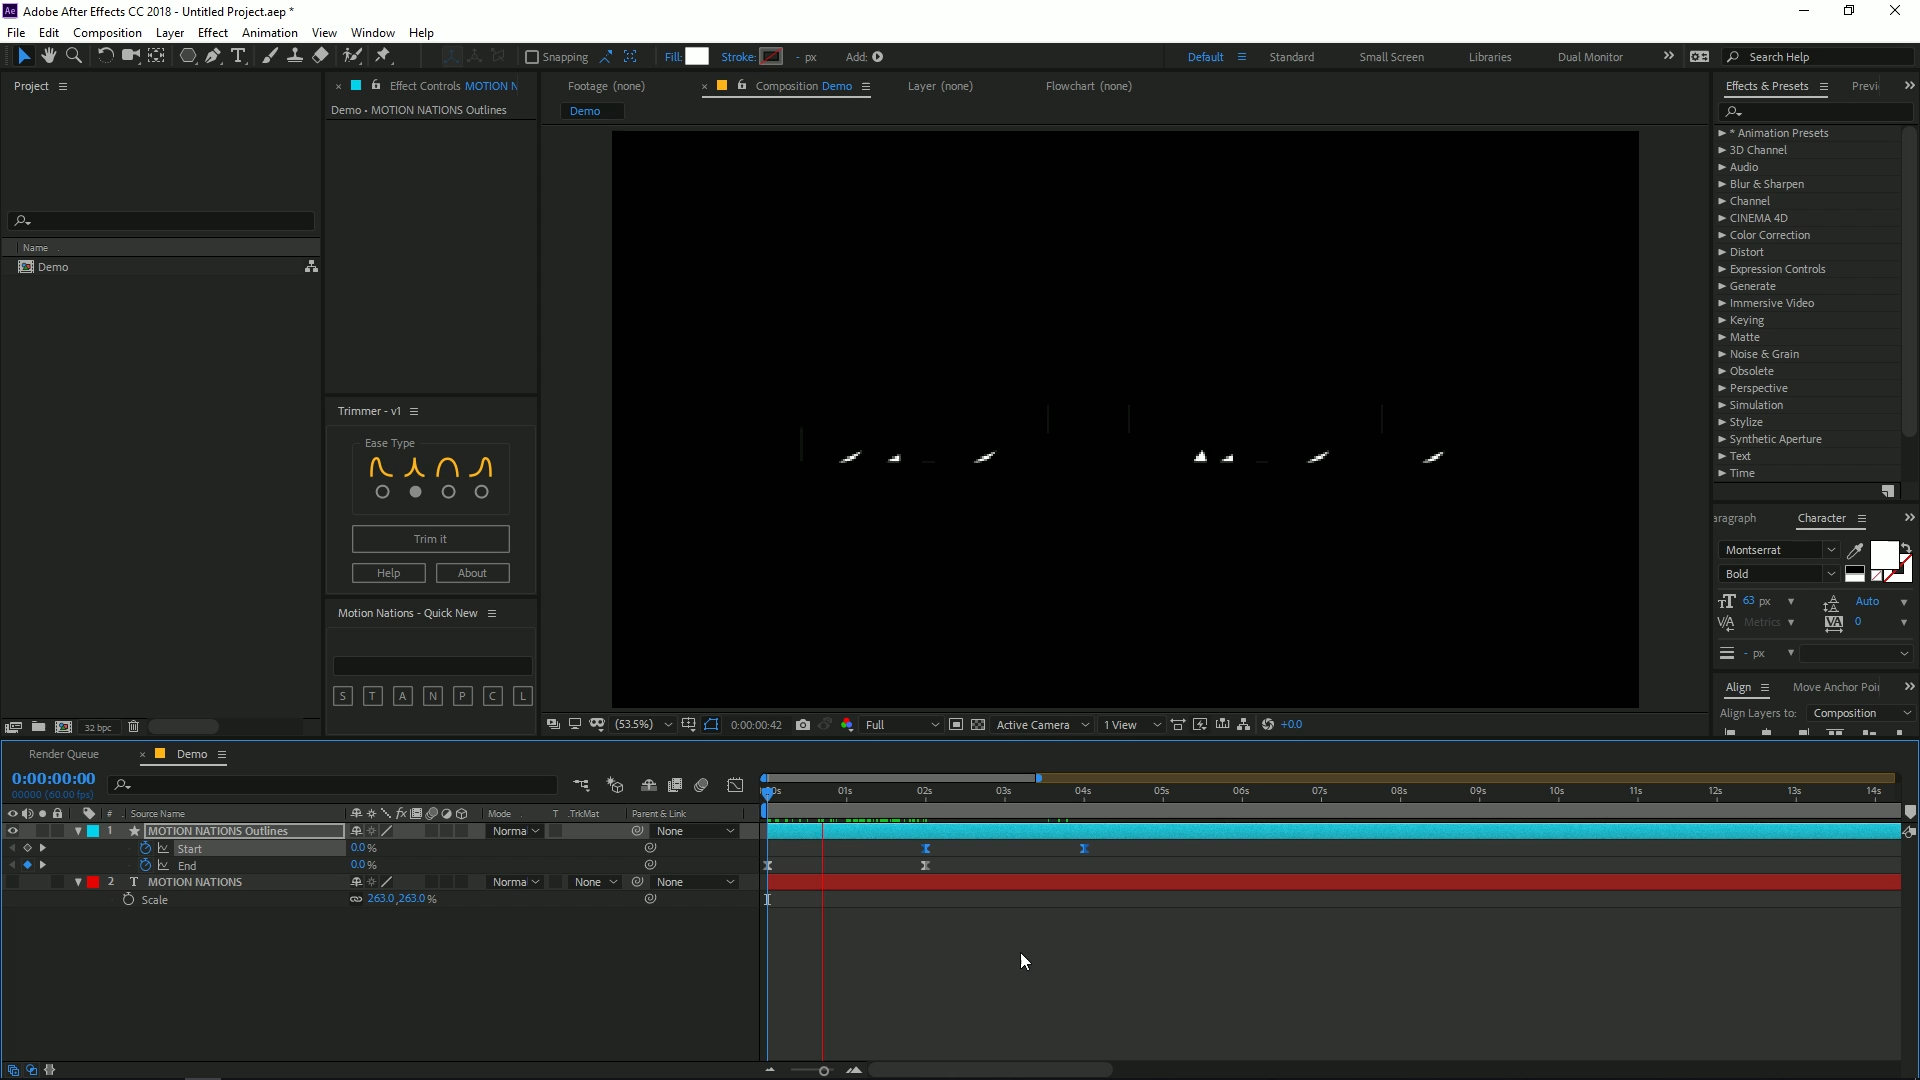 Ae Adobe After Effects CC 2018 - Untitled Project.aep *
File Edit Composition Layer Effect Animation View Window Help
Snapping Fill: Stroke: - px Add: Default Standard Small Screen Libraries Dual Monitor Search Help
Project
Name
Demo
32 bpc
Effect Controls MOTION N
Demo • MOTION NATIONS Outlines
Trimmer - v1
Ease Type
Trim it
Help About
Motion Nations - Quick New
S T A N P C L
Footage (none) Composition Demo Layer (none) Flowchart (none)
Demo
(53.5%) 0:00:00:42 Full Active Camera 1 View +0.0
Effects & Presets Previ
* Animation Presets
3D Channel
Audio
Blur & Sharpen
Channel
CINEMA 4D
Color Correction
Distort
Expression Controls
Generate
Immersive Video
Keying
Matte
Noise & Grain
Obsolete
Perspective
Simulation
Stylize
Synthetic Aperture
Text
Time
aragraph Character
Montserrat
Bold
63 px Auto
Metrics 0
- px
Align Move Anchor Poi
Align Layers to: Composition
Render Queue Demo
0:00:00:00
00000 (60.00 fps)
01s 02s 03s 04s 05s 06s 07s 08s 09s 10s 11s 12s 13s 14s
# Source Name Mode T .TrkMat Parent & Link
1 MOTION NATIONS Outlines Norma None
Start 0.0 %
End 0.0 %
2 T MOTION NATIONS Norma None None
Scale 263.0,263.0 %